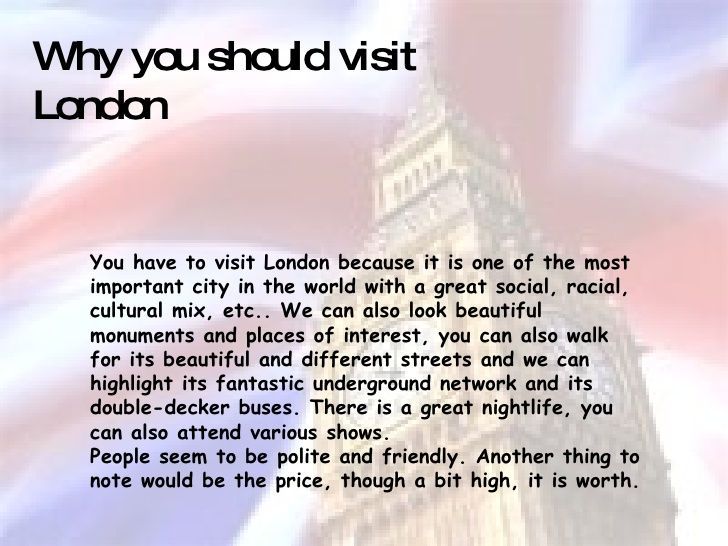 Why you should visit
London
You have to visit London because it is one of the most
important city in the world with a great social, racial,
cultural mix, etc.. We can also look beautiful
monuments and places of interest, you can also walk
for its beautiful and different streets and we can
highlight its fantastic underground network and its
double-decker buses. There is a great nightlife, you
can also attend various shows.
People seem to be polite and friendly. Another thing to
note would be the price, though a bit high, it is worth.